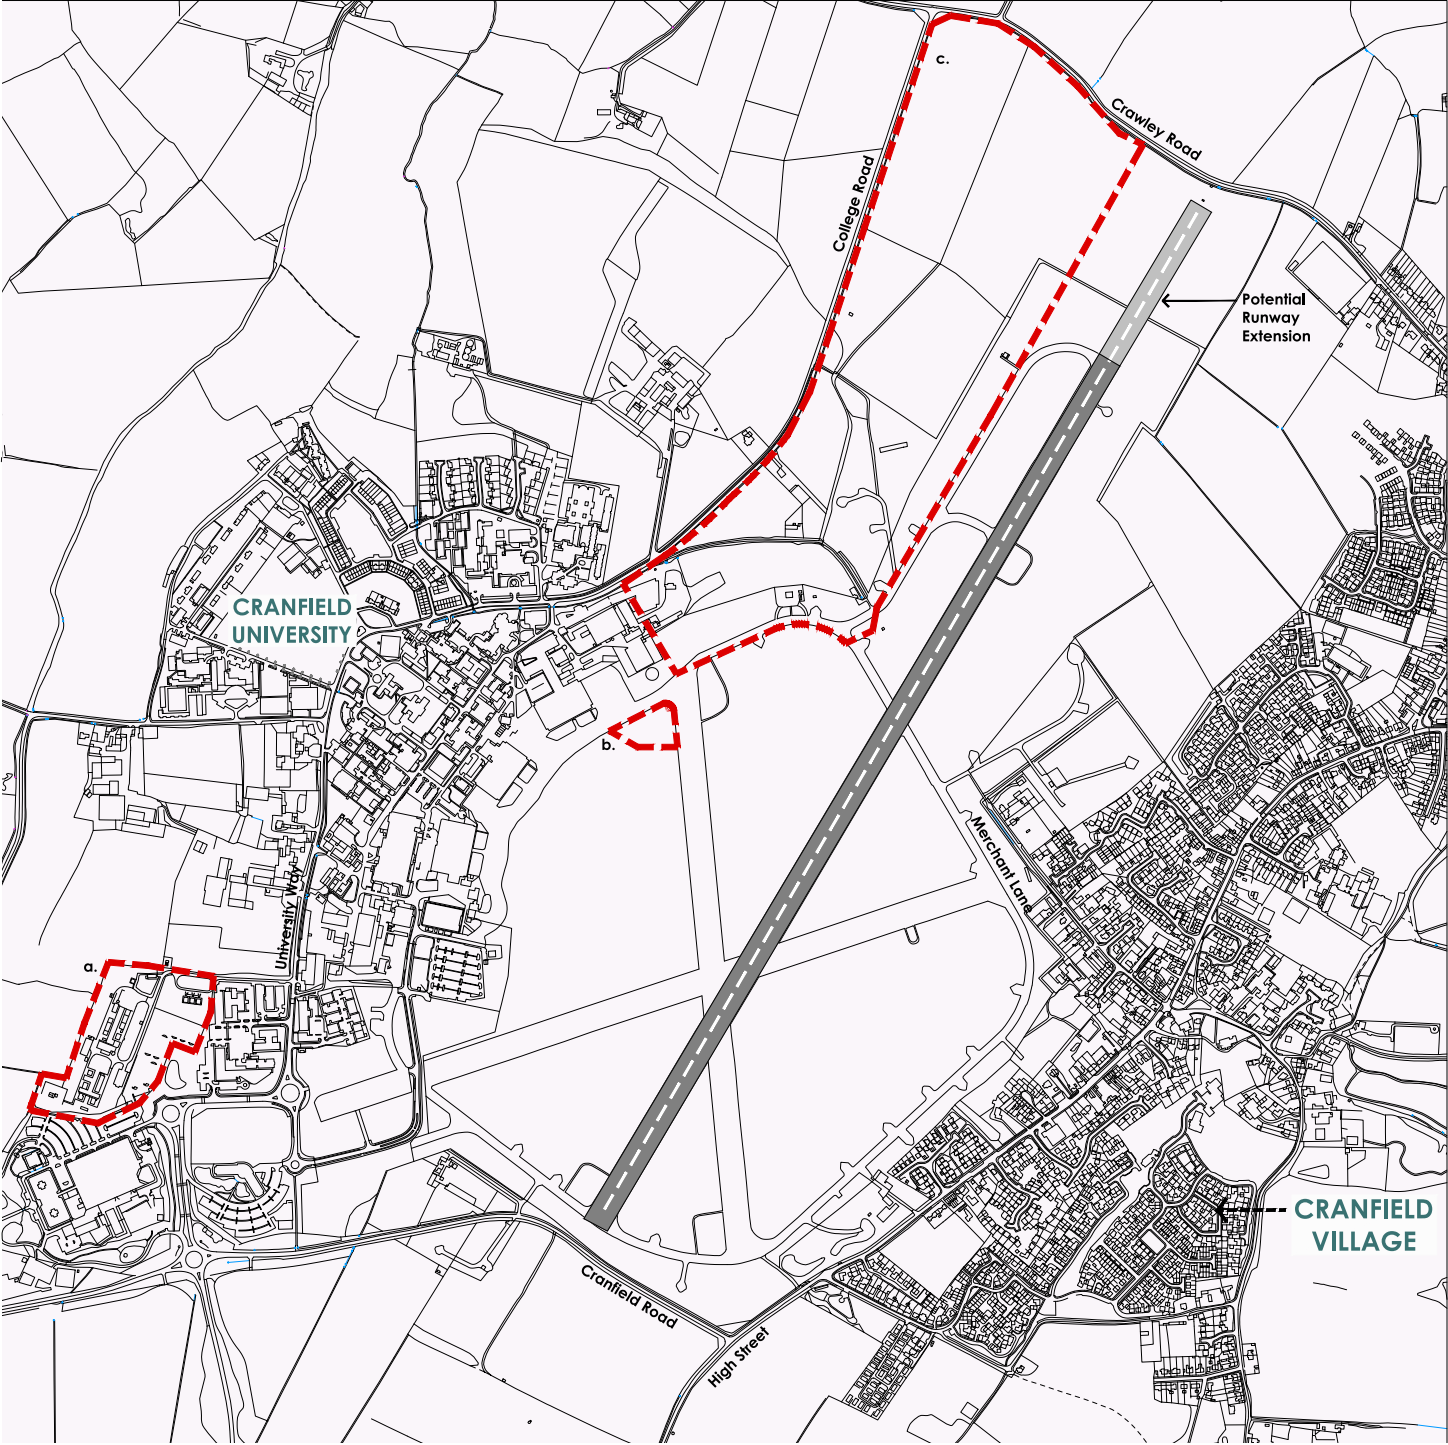 c.
Crawley Road
College Road
Potential
Runway
Extension
CRANFIELD
UNIVERSITY
b.
Merchant Lane
University Way
a.
CRANFIELD
VILLAGE
Cranfield Road
High Street